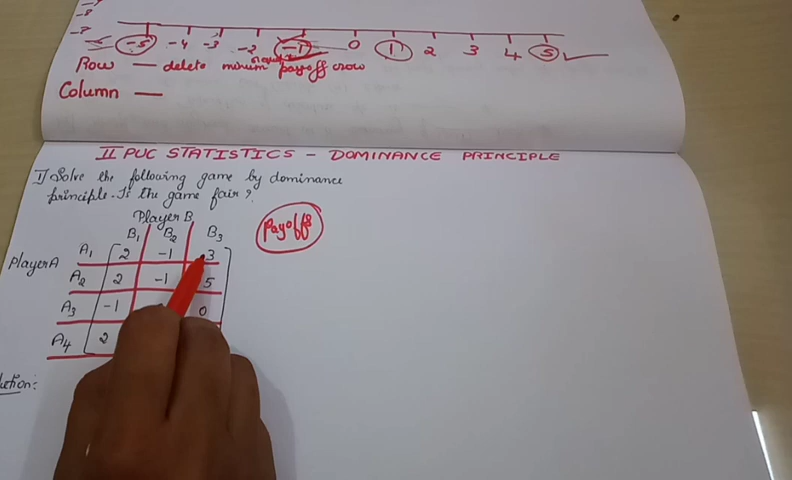 -8
-7
-5 -4 -3 -2 -1 0 1 2 3 4 5
Row — delete minimum payoff row
Column —
II PUC STATISTICS - DOMINANCE PRINCIPLE
1) Solve the following game by dominance
principle. Is the game fair?
Player B
B1 B2 B3
Payoffs
Player A
A1 2 -1 3
A2 2 -1 5
A3 -1 0
A4 2
ution: